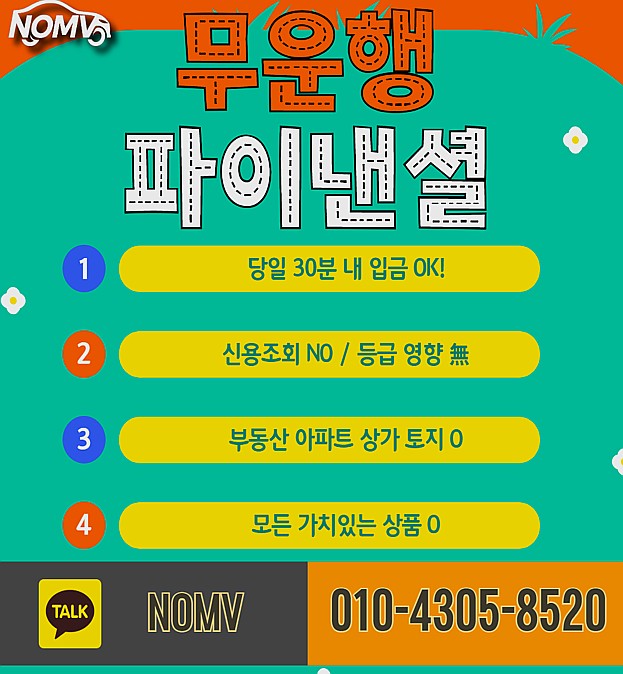 NOMV
무운행
파이낸셜
1 당일 30분 내 입금 OK!
2 신용조회 NO / 등급 영향 無
3 부동산 아파트 상가 토지 O
4 모든 가치있는 상품 O
TALK NOMV 010-4305-8520